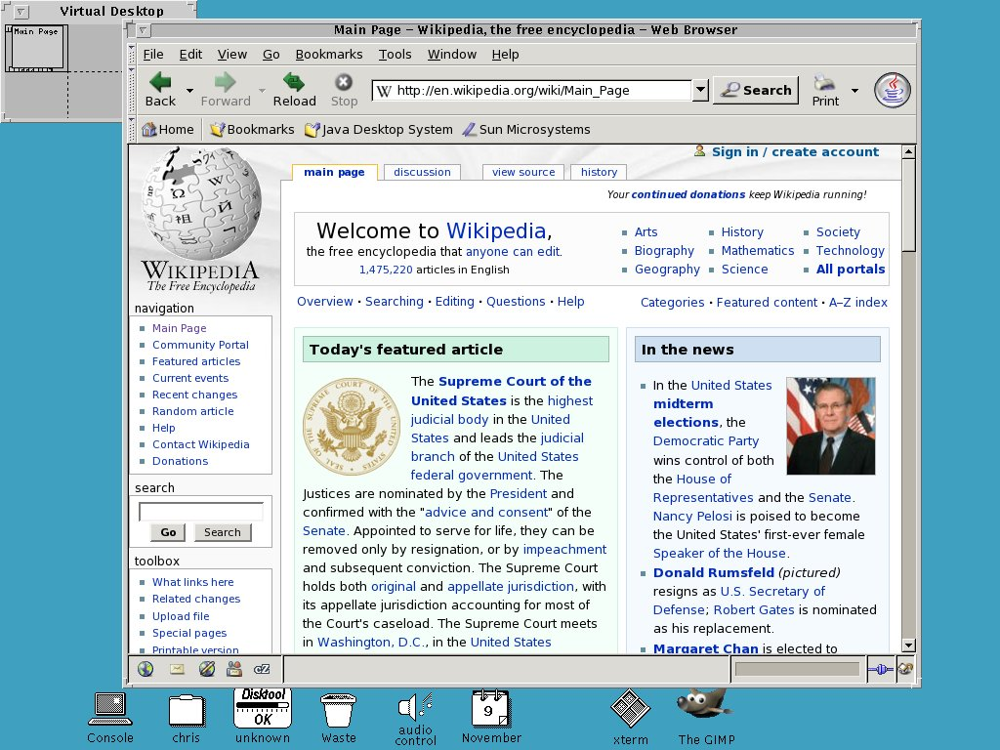 Virtual Desktop
Main Page
Main Page – Wikipedia, the free encyclopedia – Web Browser
File Edit View Go Bookmarks Tools Window Help
Back Forward Reload Stop
W http://en.wikipedia.org/wiki/Main_Page
Search
Print
Home Bookmarks Java Desktop System Sun Microsystems
Sign in / create account
main page discussion view source history
Your continued donations keep Wikipedia running!
WIKIPEDIA
The Free Encyclopedia
navigation
Main Page
Community Portal
Featured articles
Current events
Recent changes
Random article
Help
Contact Wikipedia
Donations
search
Go Search
toolbox
What links here
Related changes
Upload file
Special pages
Printable version
Welcome to Wikipedia,
the free encyclopedia that anyone can edit.
1,475,220 articles in English
Arts History Society
Biography Mathematics Technology
Geography Science All portals
Overview · Searching · Editing · Questions · Help
Categories · Featured content · A–Z index
Today's featured article
SEAL OF THE SUPREME COURT OF THE UNITED STATES
The Supreme Court of the
United States is the highest
judicial body in the United
States and leads the judicial
branch of the United States
federal government. The
Justices are nominated by the President and
confirmed with the "advice and consent" of the
Senate. Appointed to serve for life, they can be
removed only by resignation, or by impeachment
and subsequent conviction. The Supreme Court
holds both original and appellate jurisdiction, with
its appellate jurisdiction accounting for most of
the Court's caseload. The Supreme Court meets
in Washington, D.C., in the United States
In the news
In the United States
midterm
elections, the
Democratic Party
wins control of both
the House of
Representatives and the Senate.
Nancy Pelosi is poised to become
the United States' first-ever female
Speaker of the House.
Donald Rumsfeld (pictured)
resigns as U.S. Secretary of
Defense; Robert Gates is nominated
as his replacement.
Margaret Chan is elected to
cZ
Console
chris
Disktool
OK
unknown
Waste
audio
control
9
November
xterm
The GIMP